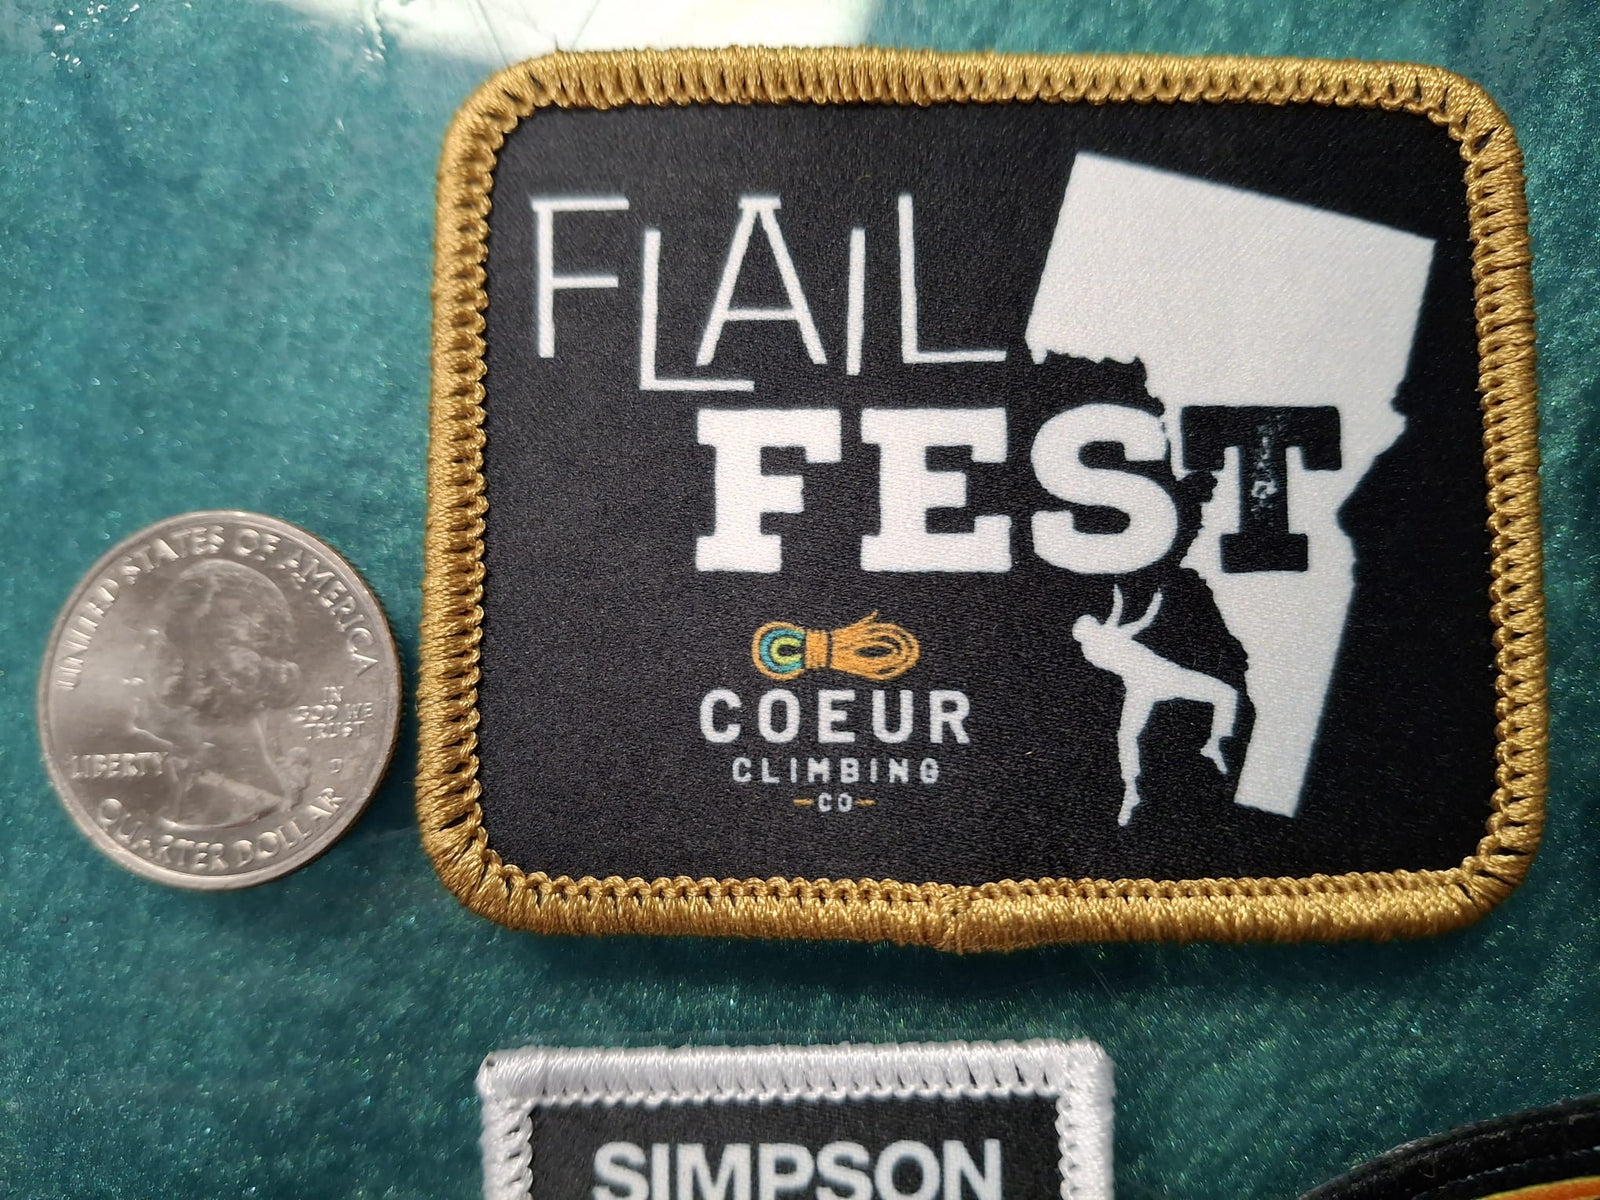 FLAIL
FEST
COEUR
CLIMBING
-CO-
UNITED STATES OF AMERICA
IN
GOD WE
TRUST
LIBERTY
D
QUARTER DOLLAR
SIMPSON